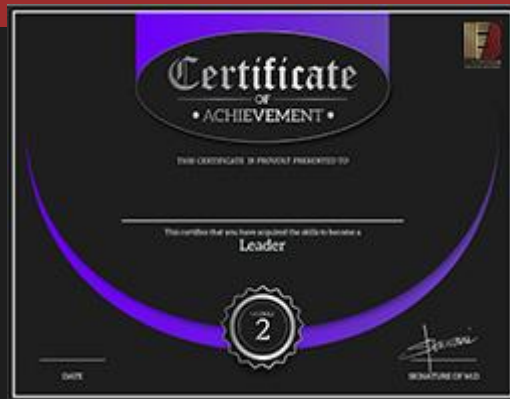 Certificate
OF
• ACHIEVEMENT •
THIS CERTIFICATE IS PROUDLY PRESENTED TO
This certifies that you have acquired the skills to become a
Leader
2
DATE
SIGNATURE OF M.D